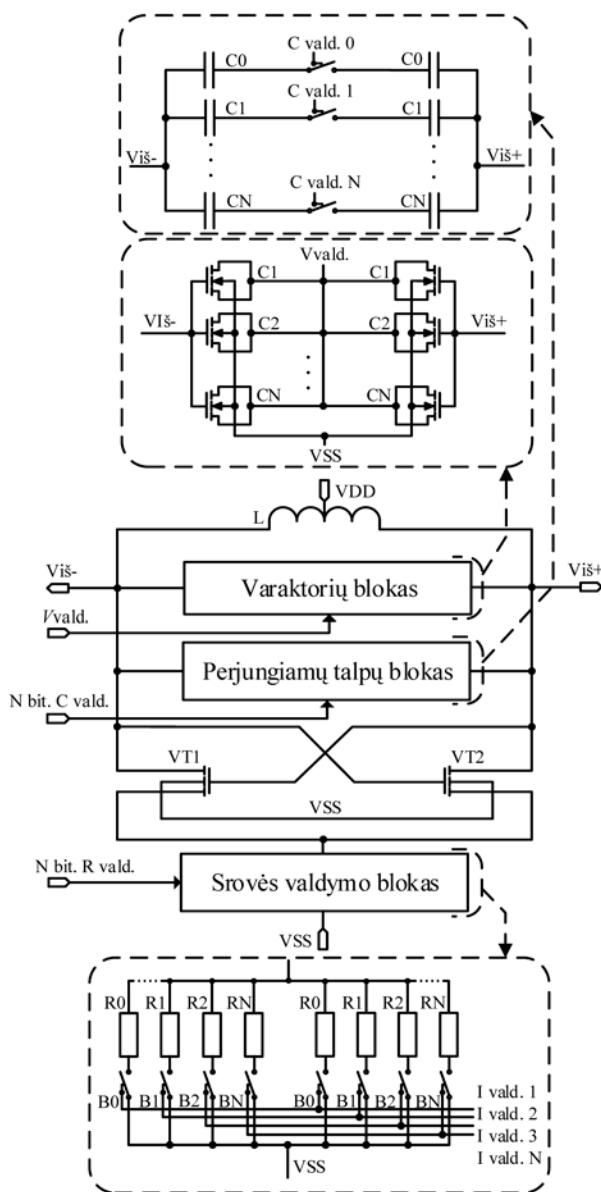 C vald. 0
C0 C0
C vald. 1
C1 C1
Viš- Viš+
C vald. N
CN CN
Vvald.
C1 C1
VIš- C2 C2 Viš+
CN CN
VSS
VDD
L
Viš- Viš+
Varaktorių blokas
Vvald.
Perjungiamų talpų blokas
N bit. C vald.
VT1 VT2
VSS
N bit. R vald.
Srovės valdymo blokas
VSS
R0 R1 R2 RN R0 R1 R2 RN
B0 B1 B2 BN B0 B1 B2 BN
I vald. 1
I vald. 2
I vald. 3
I vald. N
VSS